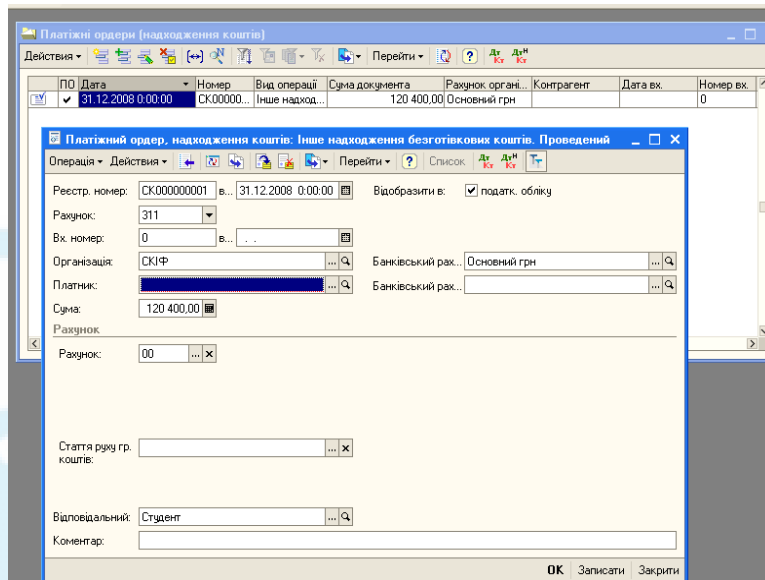 Платіжні ордери (надходження коштів)
Действия Перейти
ПО Дата Номер Вид операції Сума документа Рахунок органі... Контрагент Дата вх. Номер вх.
31.12.2008 0:00:00 СК00000... Інше надход... 120 400,00 Основний грн 0
Платіжний ордер, надходження коштів: Інше надходження безготівкових коштів. Проведений
Операція Действия Перейти Список
Реєстр. номер: СК000000001 в... 31.12.2008 0:00:00 Відобразити в: податк. обліку
Рахунок: 311
Вх. номер: 0 в... . .
Організація: СКІФ Банківський рах... Основний грн
Платник: Банківський рах...
Сума: 120 400,00
Рахунок
Рахунок: 00
Стаття руху гр.
коштів:
Відповідальний: Студент
Коментар:
OK Записати Закрити